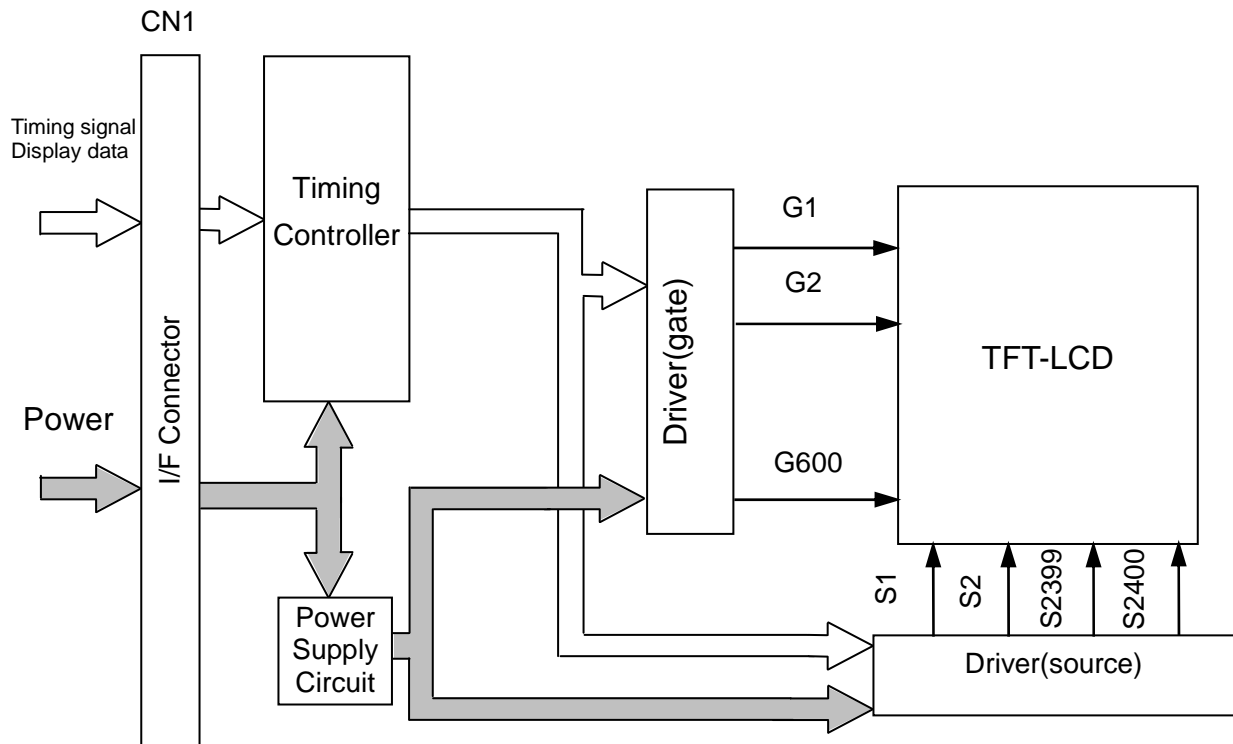 CN1
Timing signal
Display data
Timing
Controller
Power
I/F Connector
Driver(gate)
G1
G2
G600
TFT-LCD
S1
S2
S2399
S2400
Power
Supply
Circuit
Driver(source)